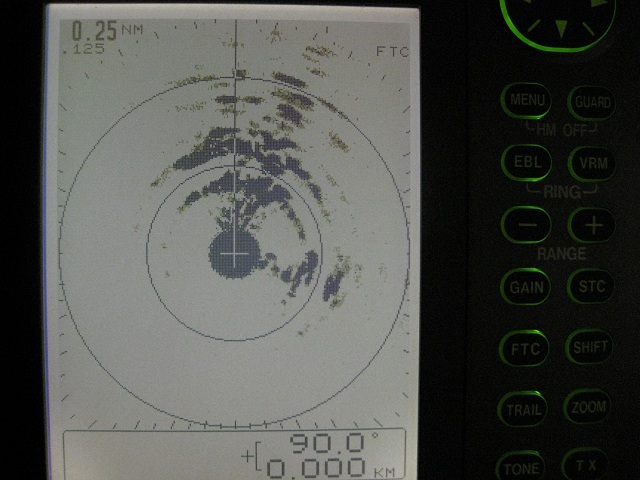 0.25 NM
.125
FTC
+[ 90.0°
0.000 KM
MENU GUARD
HM OFF
EBL VRM
RING
− +
RANGE
GAIN STC
FTC SHIFT
TRAIL ZOOM
TONE TX